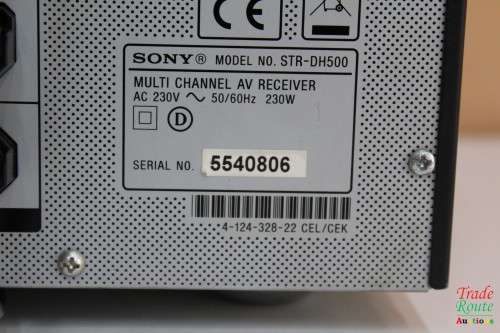 SONY® MODEL NO. STR-DH500
MULTI CHANNEL AV RECEIVER
AC 230V ~ 50/60Hz 230W
D
SERIAL NO. 5540806
4-124-328-22 CEL/CEK
Trade
Route
Auctions